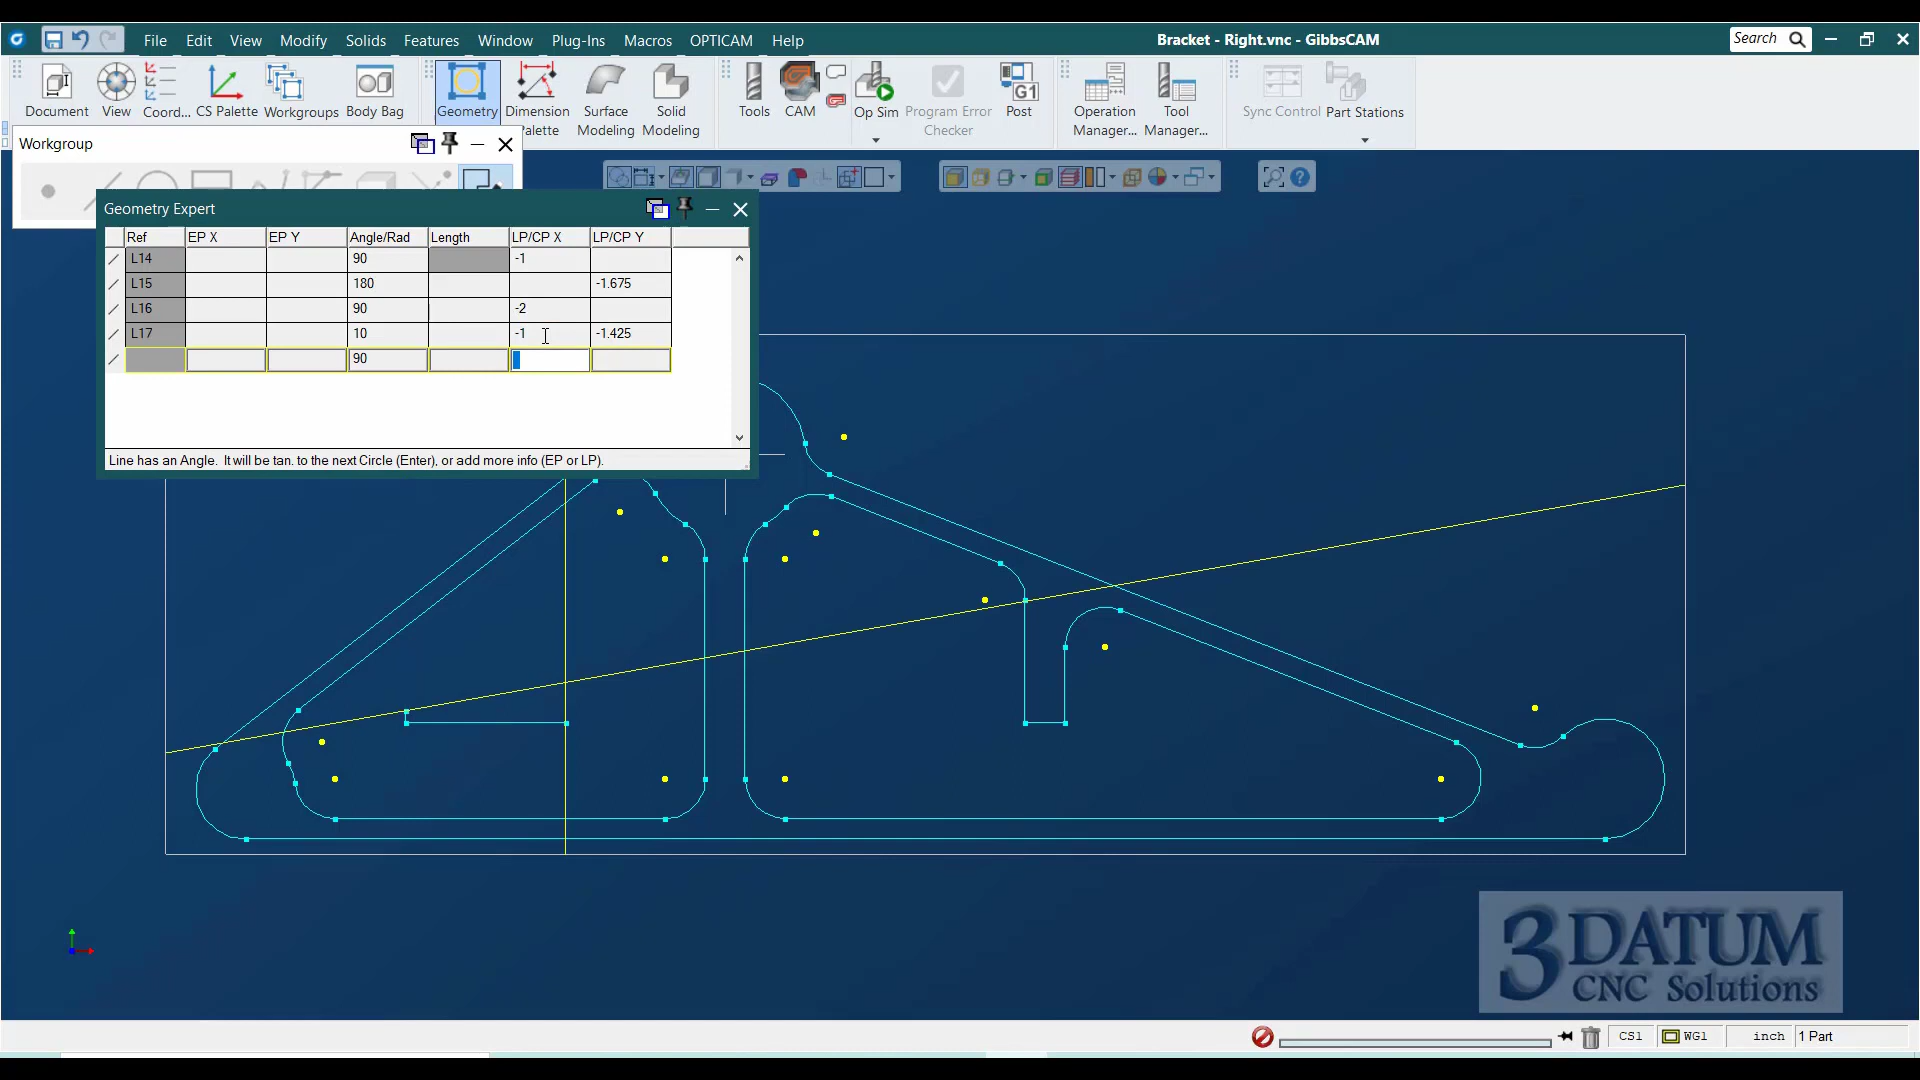 File Edit View Modify Solids Features Window Plug-Ins Macros OPTICAM Help
Bracket - Right.vnc - GibbsCAM
Search
Document View Coord... CS Palette Workgroups Body Bag Geometry Dimension Surface Solid Tools CAM Op Sim Program Error Post Operation Tool Sync Control Part Stations
Palette Modeling Modeling Checker Manager... Manager...
G1
Workgroup
Geometry Expert
Ref EP X EP Y Angle/Rad Length LP/CP X LP/CP Y
L14 90 -1
L15 180 -1.675
L16 90 -2
L17 10 -1 -1.425
90
Line has an Angle. It will be tan. to the next Circle (Enter), or add more info (EP or LP).
3 DATUM
CNC Solutions
CS1 WG1 inch 1 Part